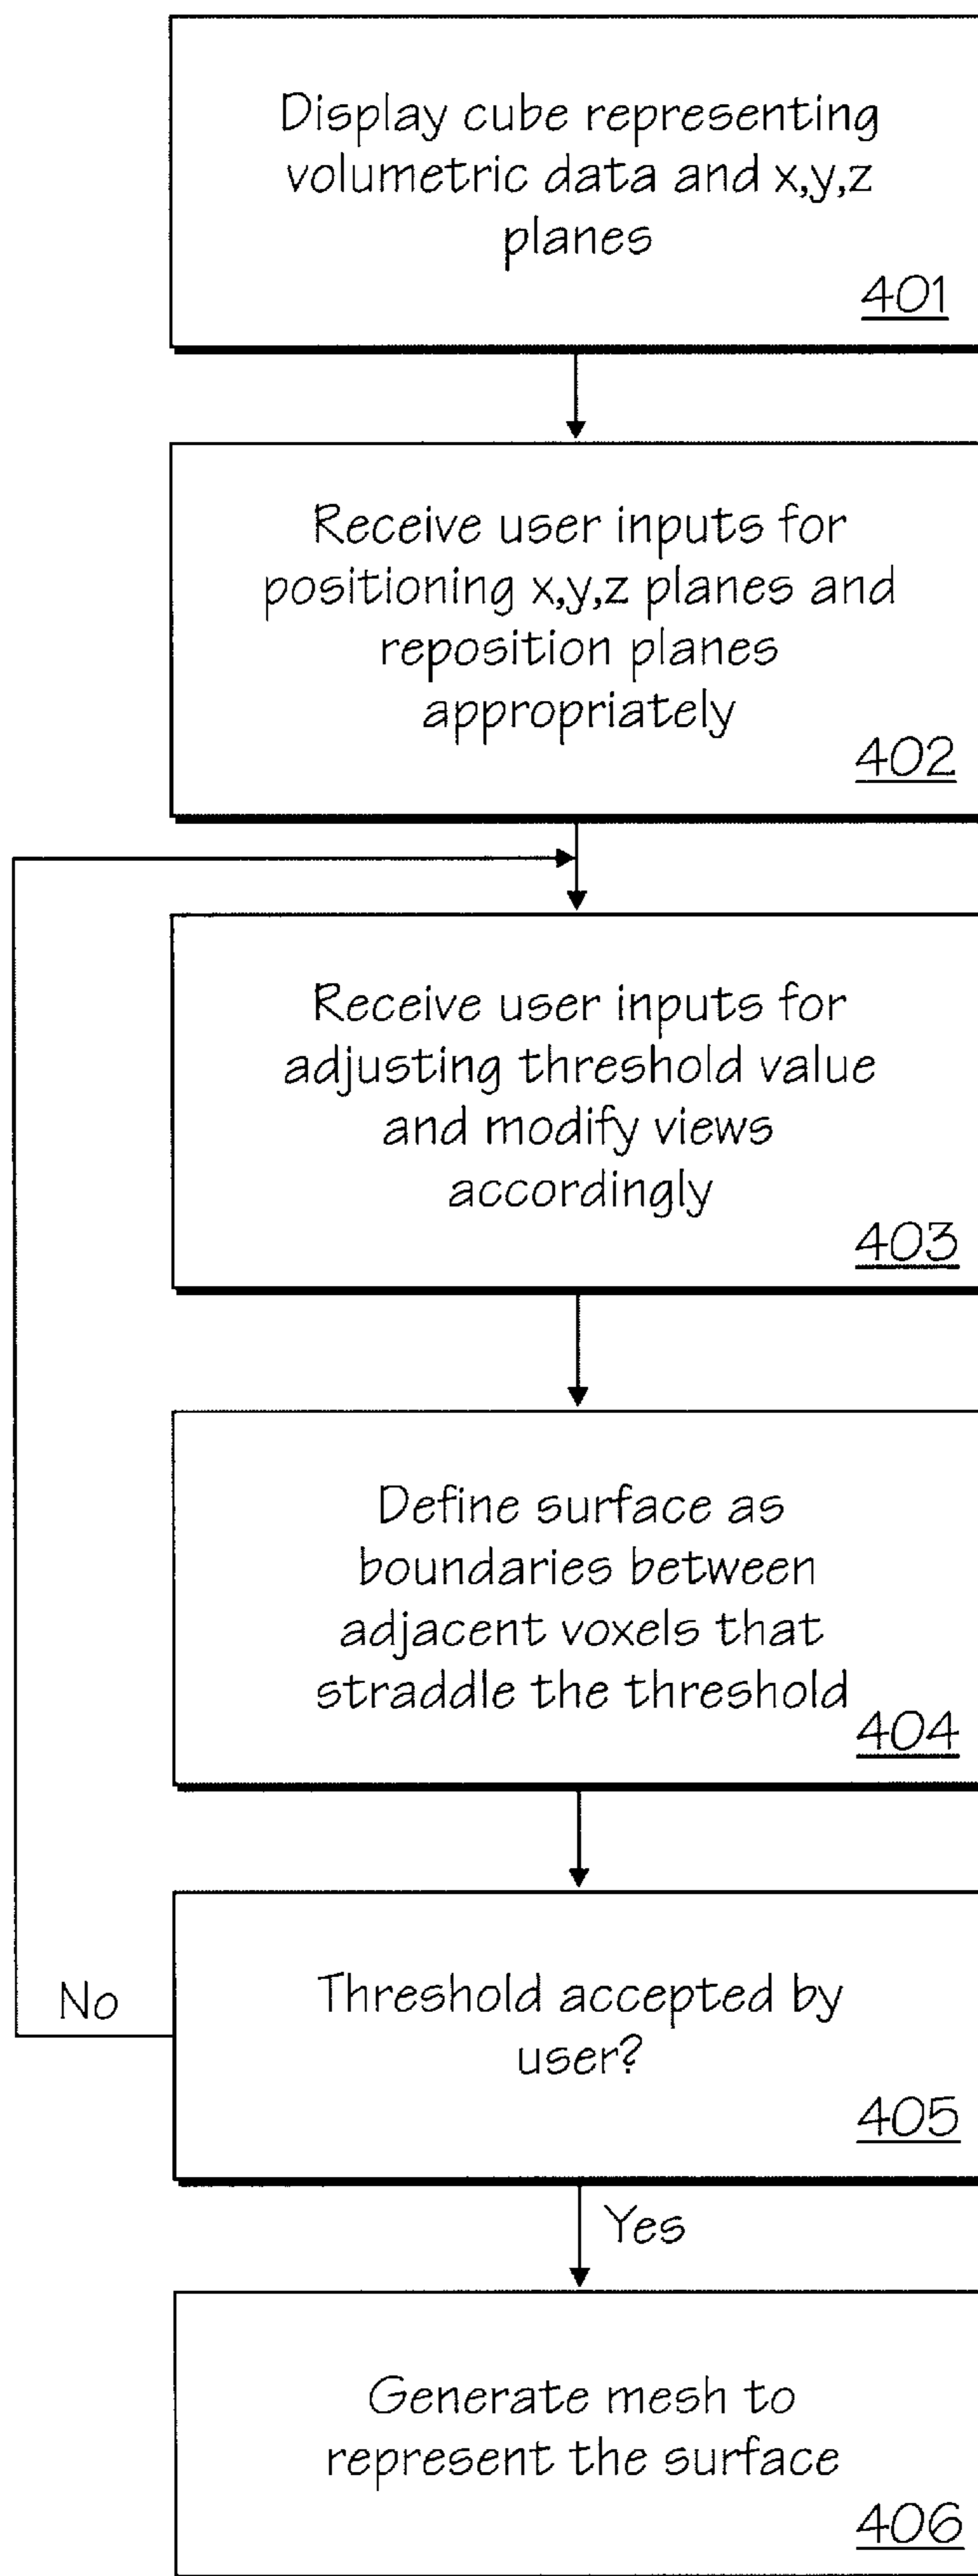 Display cube representing
volumetric data and x,y,z
planes
401
Receive user inputs for
positioning x,y,z planes and
reposition planes
appropriately
402
Receive user inputs for
adjusting threshold value
and modify views
accordingly
403
Define surface as
boundaries between
adjacent voxels that
straddle the threshold
404
No
Threshold accepted by
user?
405
Yes
Generate mesh to
represent the surface
406